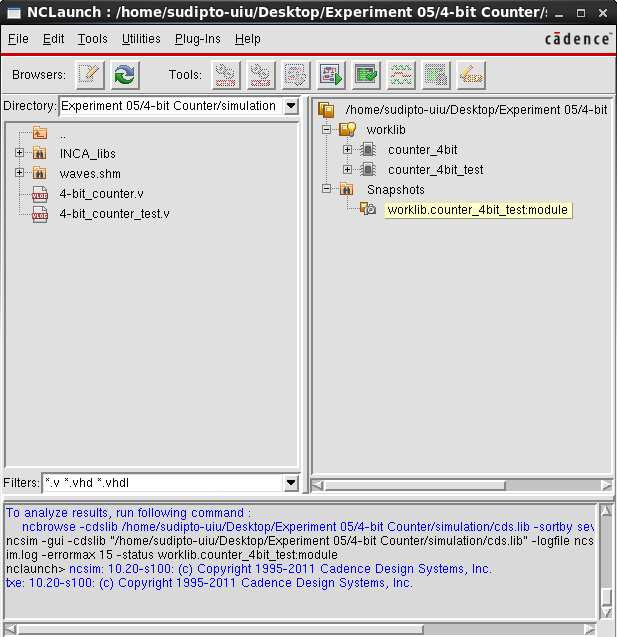 NCLaunch : /home/sudipto-uiu/Desktop/Experiment 05/4-bit Counter/s
File Edit Tools Utilities Plug-Ins Help
cādence
Browsers: Tools:
Directory: Experiment 05/4-bit Counter/simulation
..
INCA_libs
waves.shm
4-bit_counter.v
4-bit_counter_test.v
/home/sudipto-uiu/Desktop/Experiment 05/4-bit
worklib
counter_4bit
counter_4bit_test
Snapshots
worklib.counter_4bit_test:module
Filters: *.v *.vhd *.vhdl
To analyze results, run following command :
ncbrowse -cdslib /home/sudipto-uiu/Desktop/Experiment 05/4-bit Counter/simulation/cds.lib -sortby sev
ncsim -gui -cdslib "/home/sudipto-uiu/Desktop/Experiment 05/4-bit Counter/simulation/cds.lib" -logfile ncs
im.log -errormax 15 -status worklib.counter_4bit_test:module
nclaunch> ncsim: 10.20-s100: (c) Copyright 1995-2011 Cadence Design Systems, Inc.
txe: 10.20-s100: (c) Copyright 1995-2011 Cadence Design Systems, Inc.